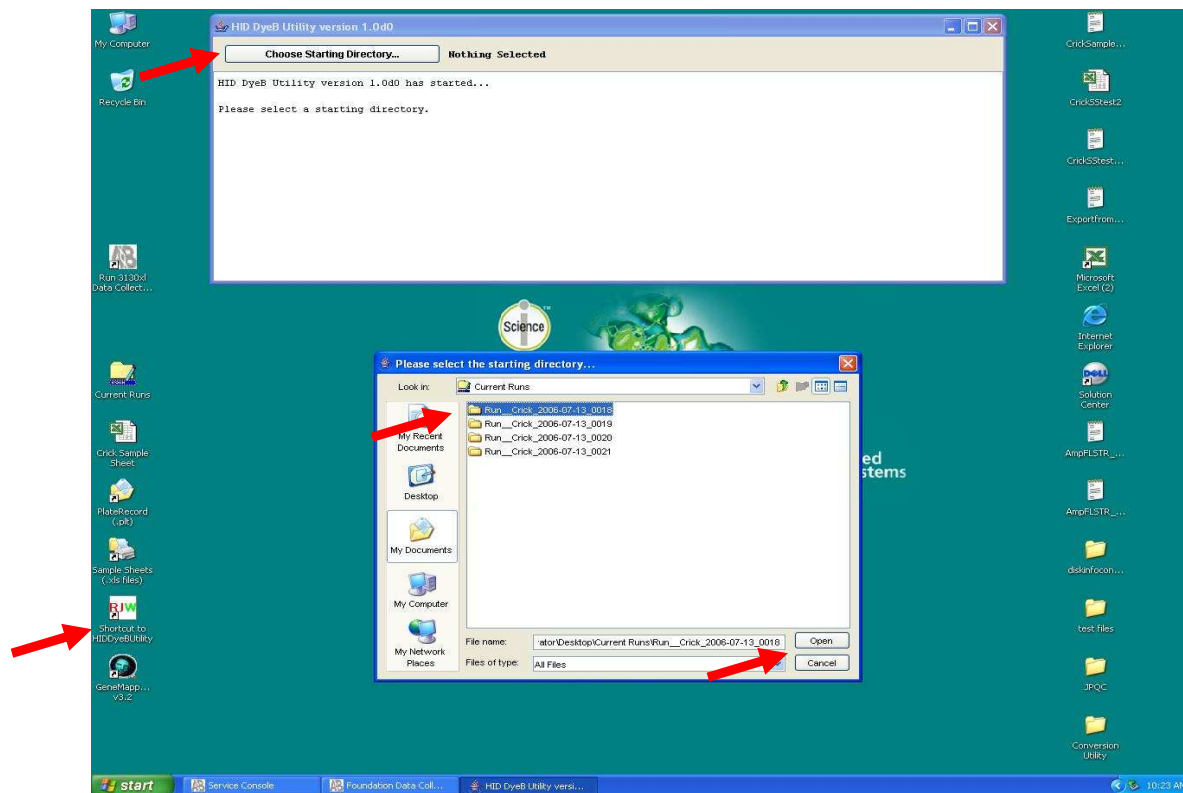 My Computer
Recycle Bin
Run 3130xl
Data Collect...
Current Runs
Crick Sample
Sheet
PlateRecord
(.plt)
Sample Sheets
(.xls files)
RJW
Shortcut to
HIDDyeBUtility
GeneMapp...
v3.2
HID DyeB Utility version 1.0d0
Choose Starting Directory...
Nothing Selected
HID DyeB Utility version 1.0d0 has started...
Please select a starting directory.
iScience
TM
ed
stems
Please select the starting directory...
Look in:
Current Runs
My Recent
Documents
Desktop
My Documents
My Computer
My Network
Places
Run__Crick_2006-07-13_0018
Run__Crick_2006-07-13_0019
Run__Crick_2006-07-13_0020
Run__Crick_2006-07-13_0021
File name:
ator\Desktop\Current Runs\Run__Crick_2006-07-13_0018
Open
Files of type:
All Files
Cancel
CrickSample...
CrickSStest2
CrickSStest...
Exportfrom...
Microsoft
Excel (2)
Internet
Explorer
DELL
Solution
Center
AmpFLSTR_...
AmpFLSTR_...
diskinfocon...
test files
JPQC
Conversion
Utility
start
Service Console
Foundation Data Coll...
HID DyeB Utility versi...
10:23 AM